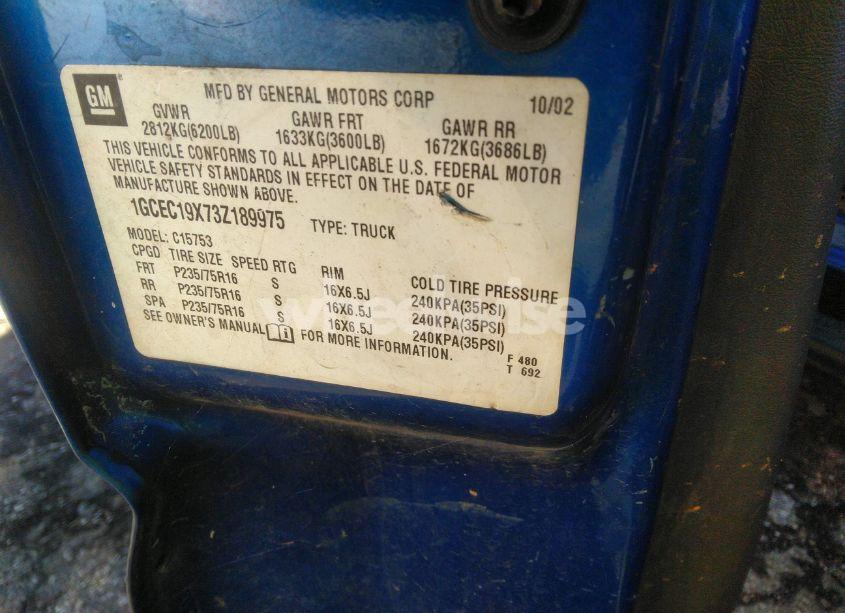 GM
MFD BY GENERAL MOTORS CORP 10/02
GVWR GAWR FRT GAWR RR
2812KG(6200LB) 1633KG(3600LB) 1672KG(3686LB)
THIS VEHICLE CONFORMS TO ALL APPLICABLE U.S. FEDERAL MOTOR
VEHICLE SAFETY STANDARDS IN EFFECT ON THE DATE OF
MANUFACTURE SHOWN ABOVE.
1GCEC19X73Z189975 TYPE: TRUCK
MODEL: C15753
CPGD TIRE SIZE SPEED RTG RIM COLD TIRE PRESSURE
FRT P235/75R16 S 16X6.5J 240KPA(35PSI)
RR P235/75R16 S 16X6.5J 240KPA(35PSI)
SPA P235/75R16 S 16X6.5J 240KPA(35PSI)
SEE OWNER'S MANUAL FOR MORE INFORMATION.
F 480
T 692